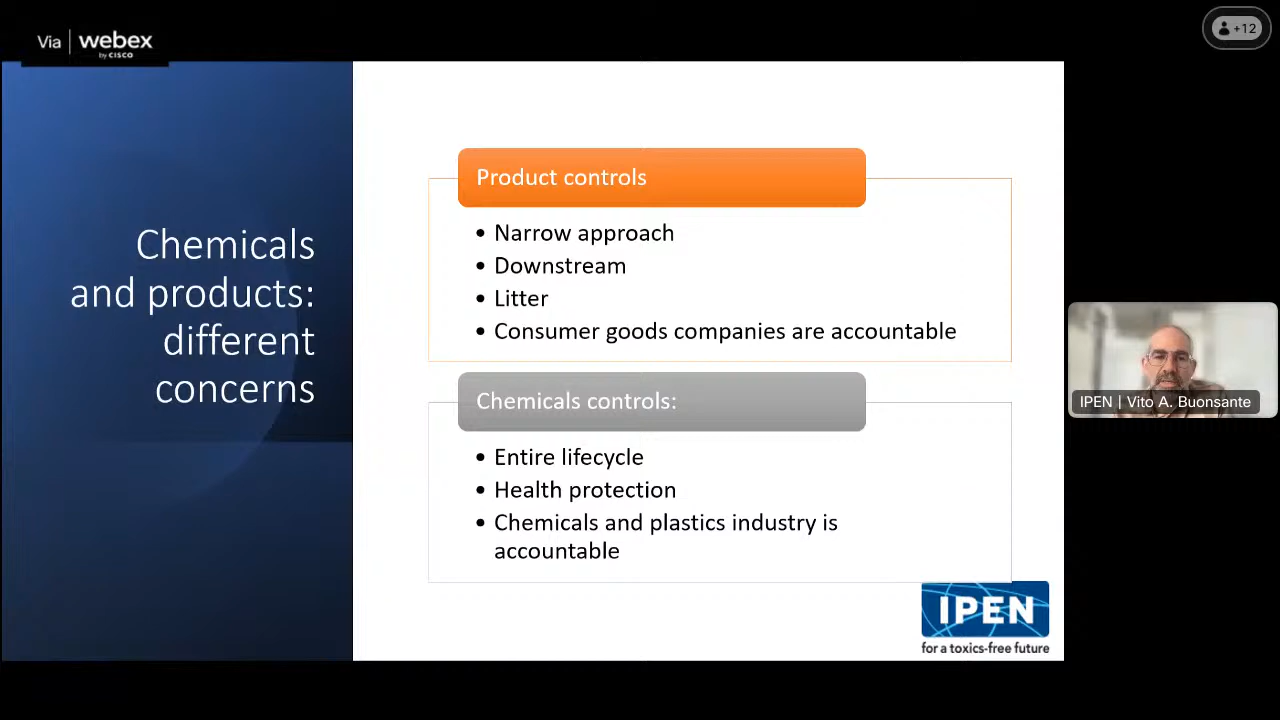 Via webex
by CISCO
+12
Chemicals
and products:
different
concerns
Product controls
• Narrow approach
• Downstream
• Litter
• Consumer goods companies are accountable
Chemicals controls:
• Entire lifecycle
• Health protection
• Chemicals and plastics industry is
accountable
IPEN
for a toxics-free future
IPEN | Vito A. Buonsante